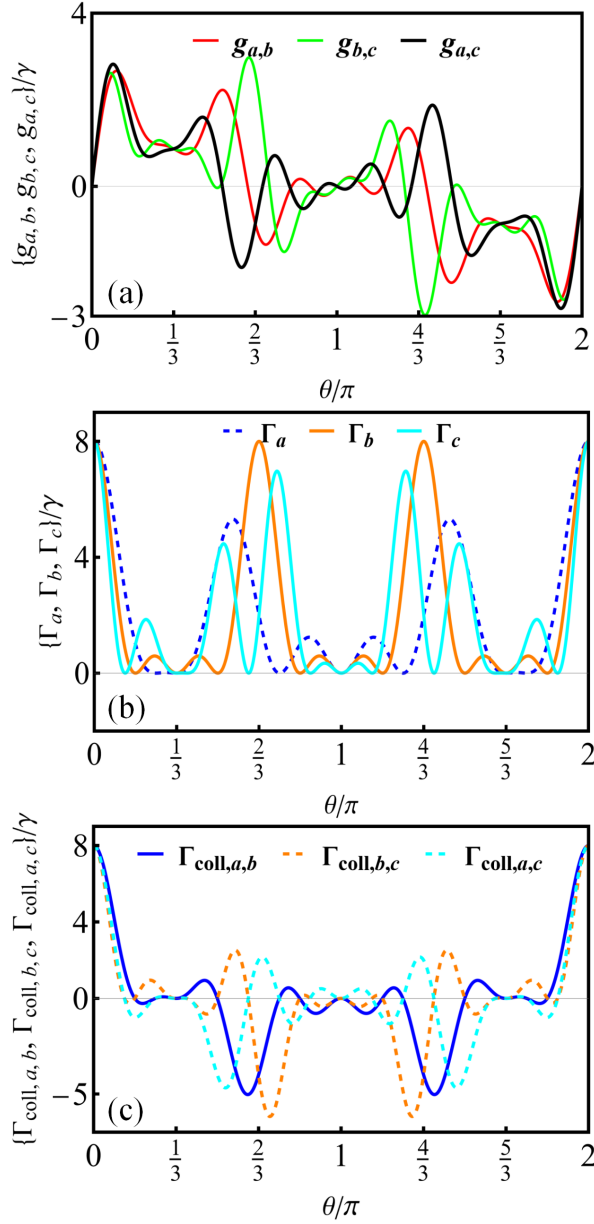 4
g_{a,b} g_{b,c} g_{a,c}
{g_{a,b}, g_{b,c}, g_{a,c}}/γ
0
(a)
−3
0 1/3 2/3 1 4/3 5/3 2
θ/π
8
Γ_a Γ_b Γ_c
{Γ_a, Γ_b, Γ_c}/γ
4
0
(b)
0 1/3 2/3 1 4/3 5/3 2
θ/π
8
Γ_{coll,a,b} Γ_{coll,b,c} Γ_{coll,a,c}
{Γ_{coll, a, b}, Γ_{coll, b, c}, Γ_{coll, a, c}}/γ
4
0
−5
(c)
0 1/3 2/3 1 4/3 5/3 2
θ/π